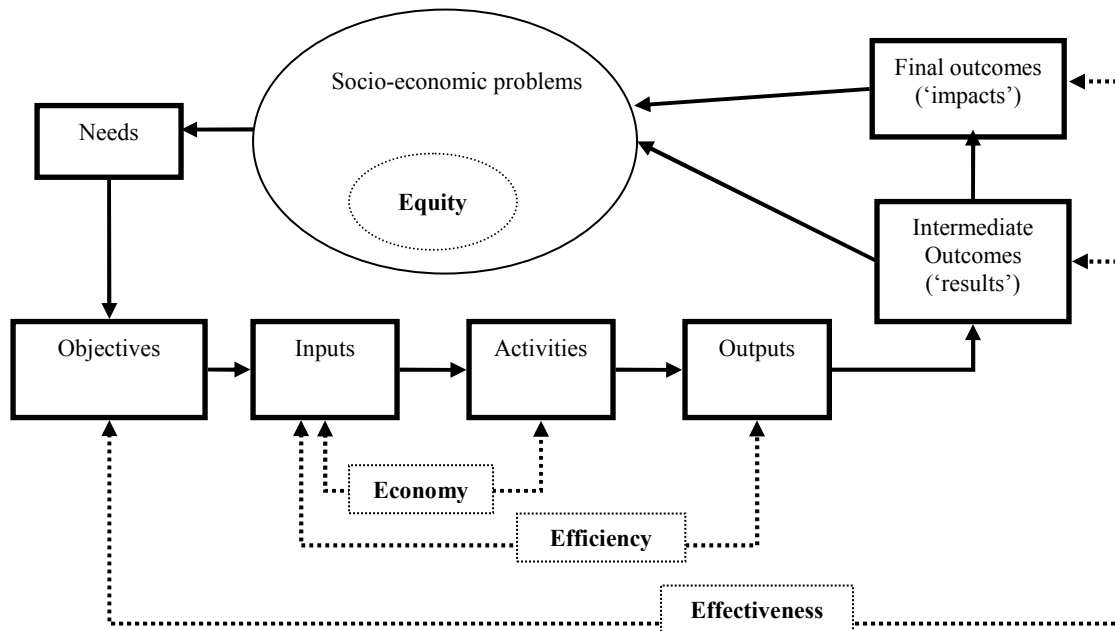 Socio-economic problems
Equity
Final outcomes
(‘impacts’)
Needs
Intermediate
Outcomes
(‘results’)
Objectives
Inputs
Activities
Outputs
Economy
Efficiency
Effectiveness